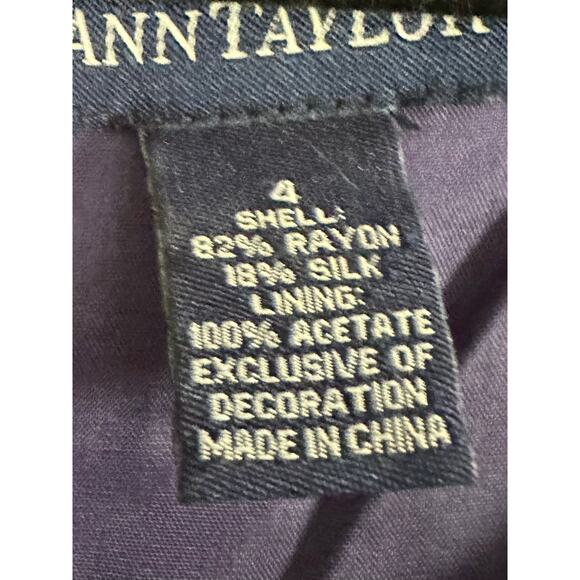 ANN TAYLOR
4
SHELL:
82% RAYON
18% SILK
LINING:
100% ACETATE
EXCLUSIVE OF
DECORATION
MADE IN CHINA